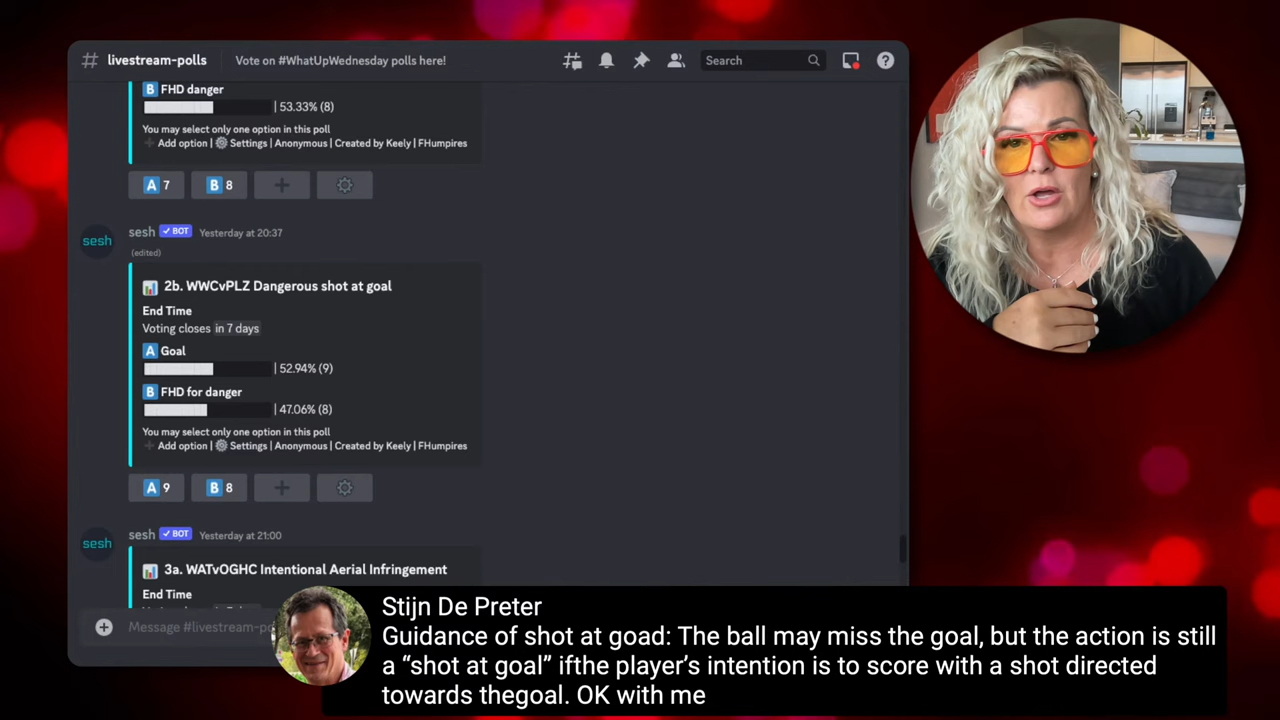 # livestream-polls
Vote on #WhatUpWednesday polls here!
Search
B FHD danger
| 53.33% (8)
You may select only one option in this poll
Add option | Settings | Anonymous | Created by Keely | FHumpires
A 7
B 8
sesh
sesh BOT Yesterday at 20:37
(edited)
2b. WWCvPLZ Dangerous shot at goal
End Time
Voting closes in 7 days
A Goal
| 52.94% (9)
B FHD for danger
| 47.06% (8)
You may select only one option in this poll
Add option | Settings | Anonymous | Created by Keely | FHumpires
A 9
B 8
sesh
sesh BOT Yesterday at 21:00
3a. WATvOGHC Intentional Aerial Infringement
End Time
Message #livestream-po
Stijn De Preter
Guidance of shot at goad: The ball may miss the goal, but the action is still
a “shot at goal” ifthe player’s intention is to score with a shot directed
towards thegoal. OK with me